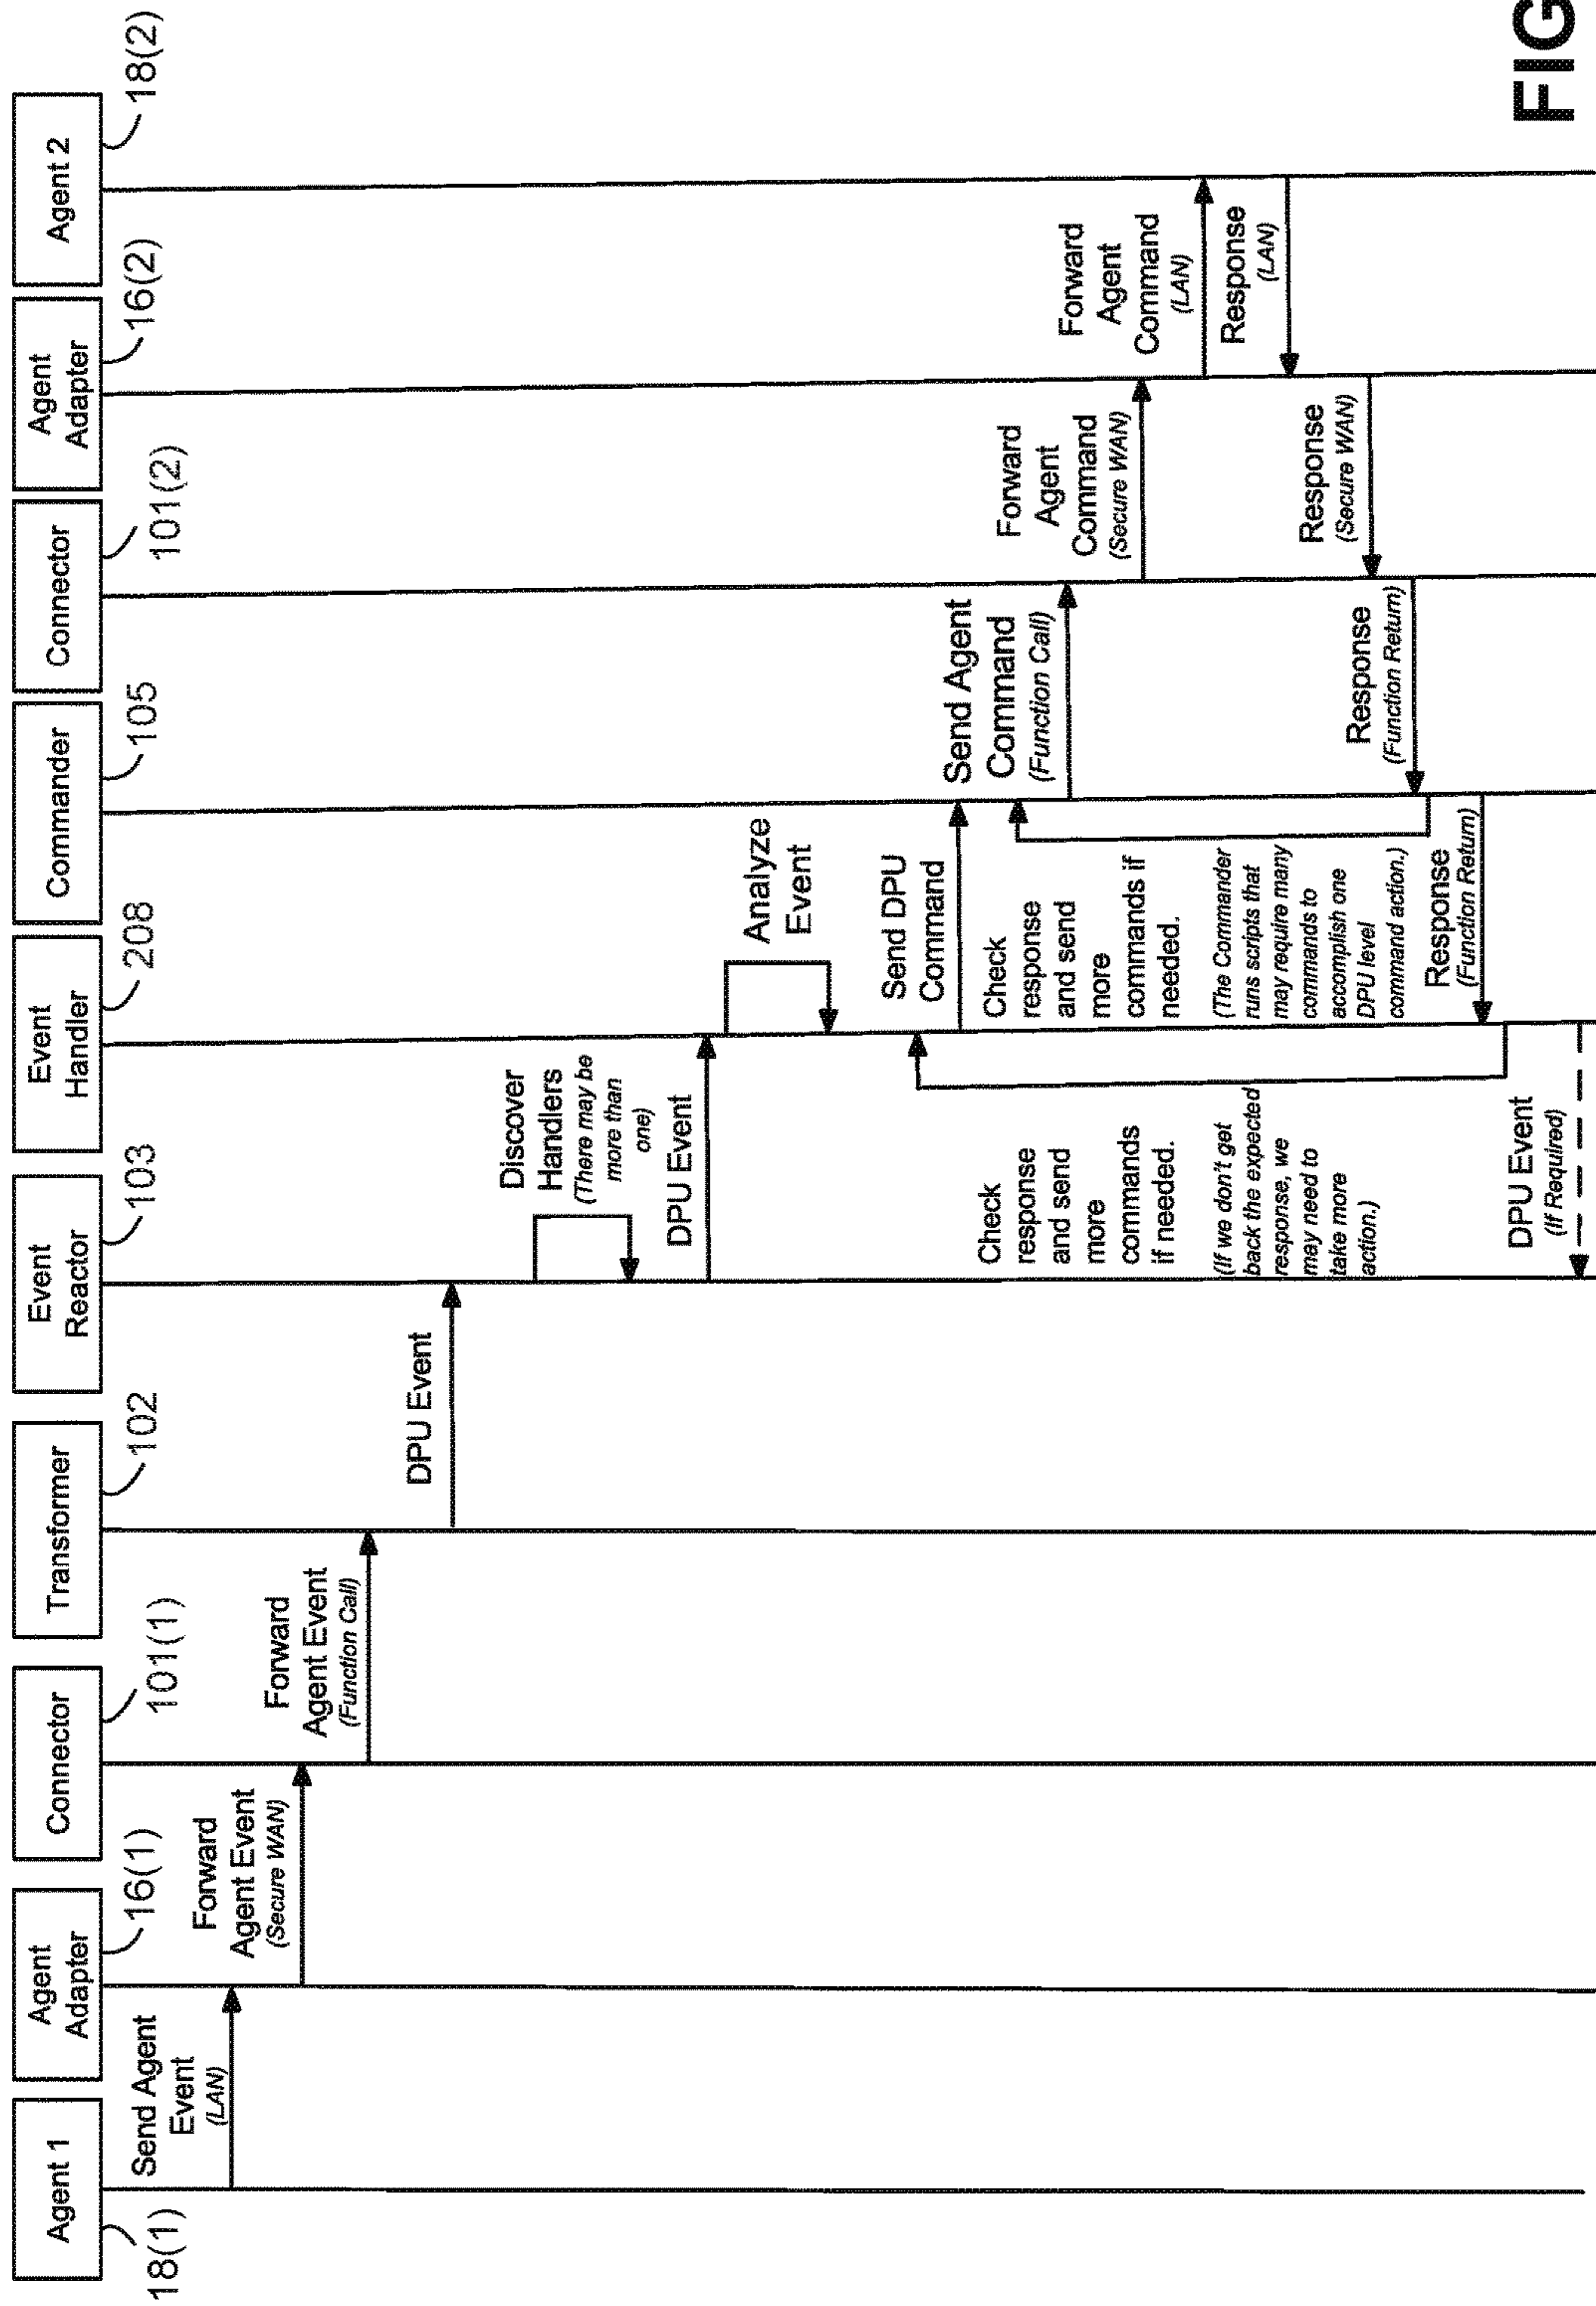 Agent 1
18(1)
Agent
Adapter
16(1)
Connector
101(1)
Transformer
102
Event
Reactor
103
Event
Handler
208
Commander
105
Connector
101(2)
Agent
Adapter
16(2)
Agent 2
18(2)
Send Agent
Event
(LAN)
Forward
Agent Event
(Secure WAN)
Forward
Agent Event
(Function Call)
DPU Event
Discover
Handlers
(There may be
more than
one)
DPU Event
Analyze
Event
Send DPU
Command
Send Agent
Command
(Function Call)
Forward
Agent
Command
(Secure WAN)
Forward
Agent
Command
(LAN)
Response
(LAN)
Response
(Secure WAN)
Response
(Function Return)
Check
response
and send
more
commands if
needed.
(The Commander
runs scripts that
may require many
commands to
accomplish one
DPU level
command action.)
Response
(Function Return)
Check
response
and send
more
commands
if needed.
(If we don't get
back the expected
response, we
may need to
take more
action.)
DPU Event
(If Required)
FIG